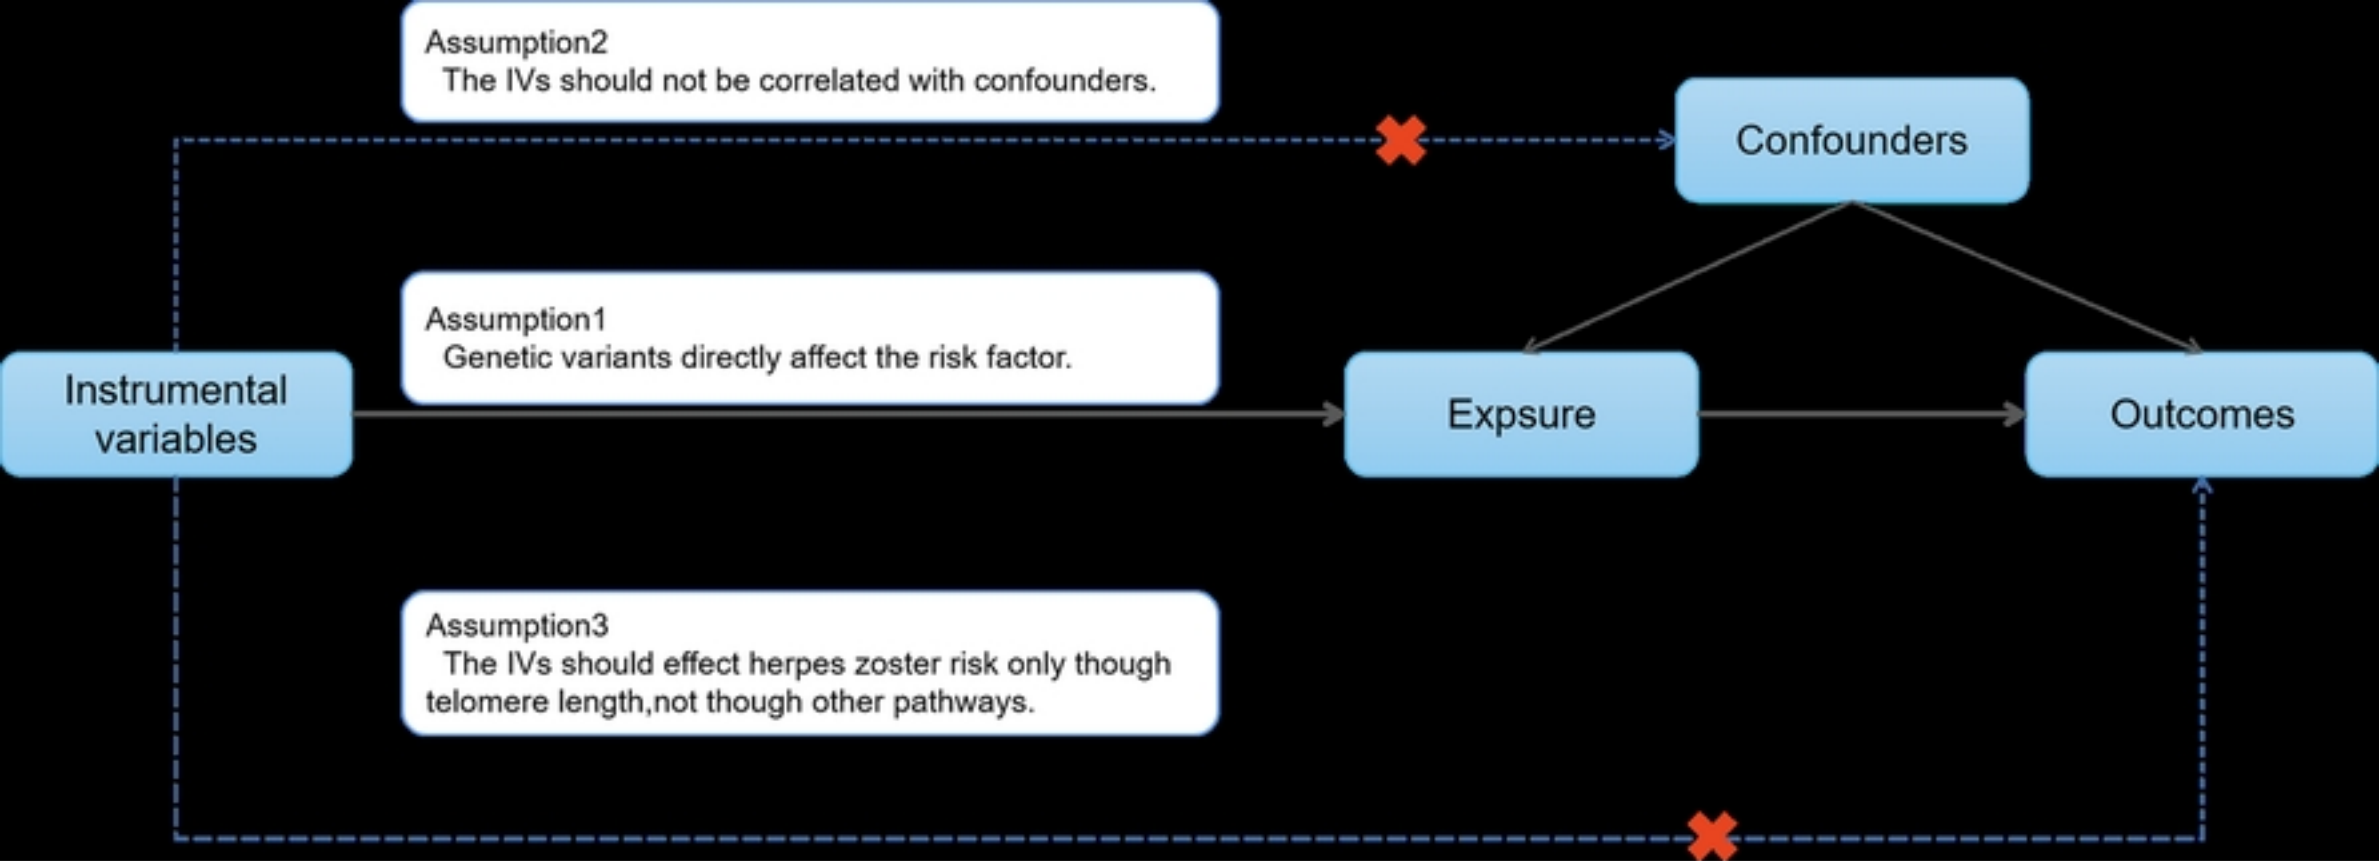 Assumption2
The IVs should not be correlated with confounders.
Confounders
Assumption1
Genetic variants directly affect the risk factor.
Instrumental
variables
Expsure
Outcomes
Assumption3
The IVs should effect herpes zoster risk only though
telomere length,not though other pathways.